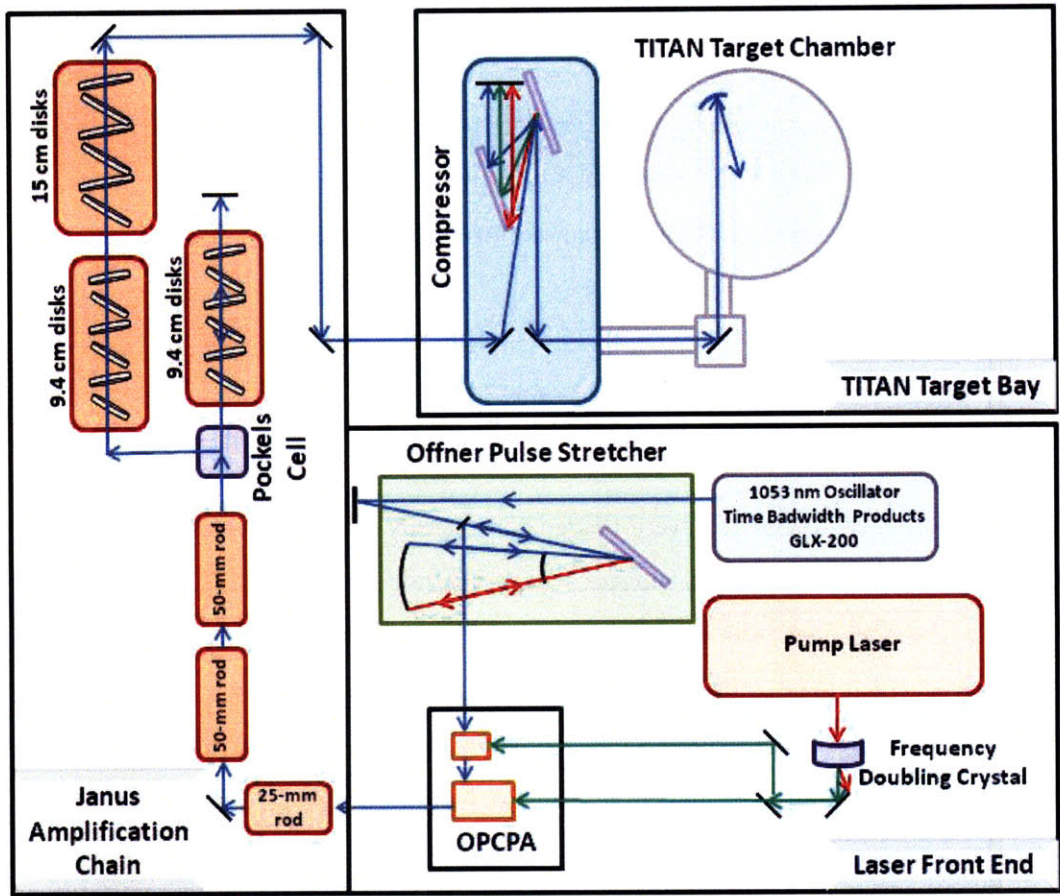 TITAN Target Chamber
15 cm disks
Compressor
9.4 cm disks
9.4 cm disks
TITAN Target Bay
Pockels
Cell
Offner Pulse Stretcher
1053 nm Oscillator
Time Badwidth Products
GLX-200
50-mm rod
Pump Laser
50-mm rod
Frequency
Doubling Crystal
25-mm
rod
Janus
Amplification
Chain
OPCPA
Laser Front End